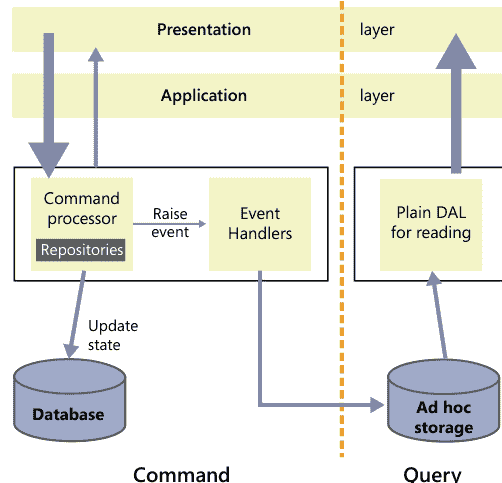 Presentation layer
Application layer
Command
processor
Repositories
Raise
event
Event
Handlers
Plain DAL
for reading
Update
state
Database
Ad hoc
storage
Command
Query